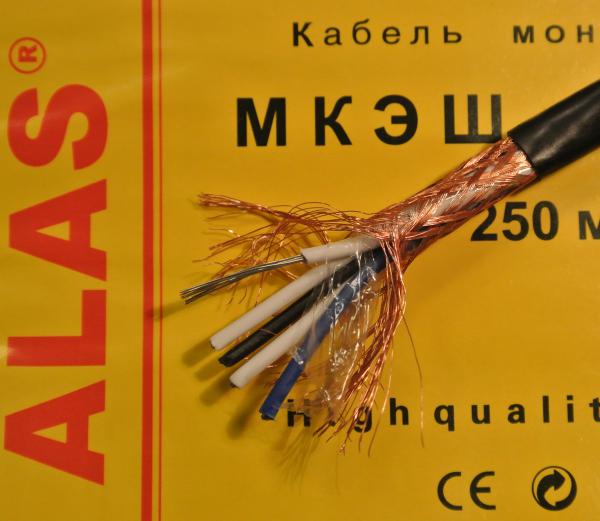 ALAS®
Кабель мон
МКЭШ
250 м
High qualit
CE